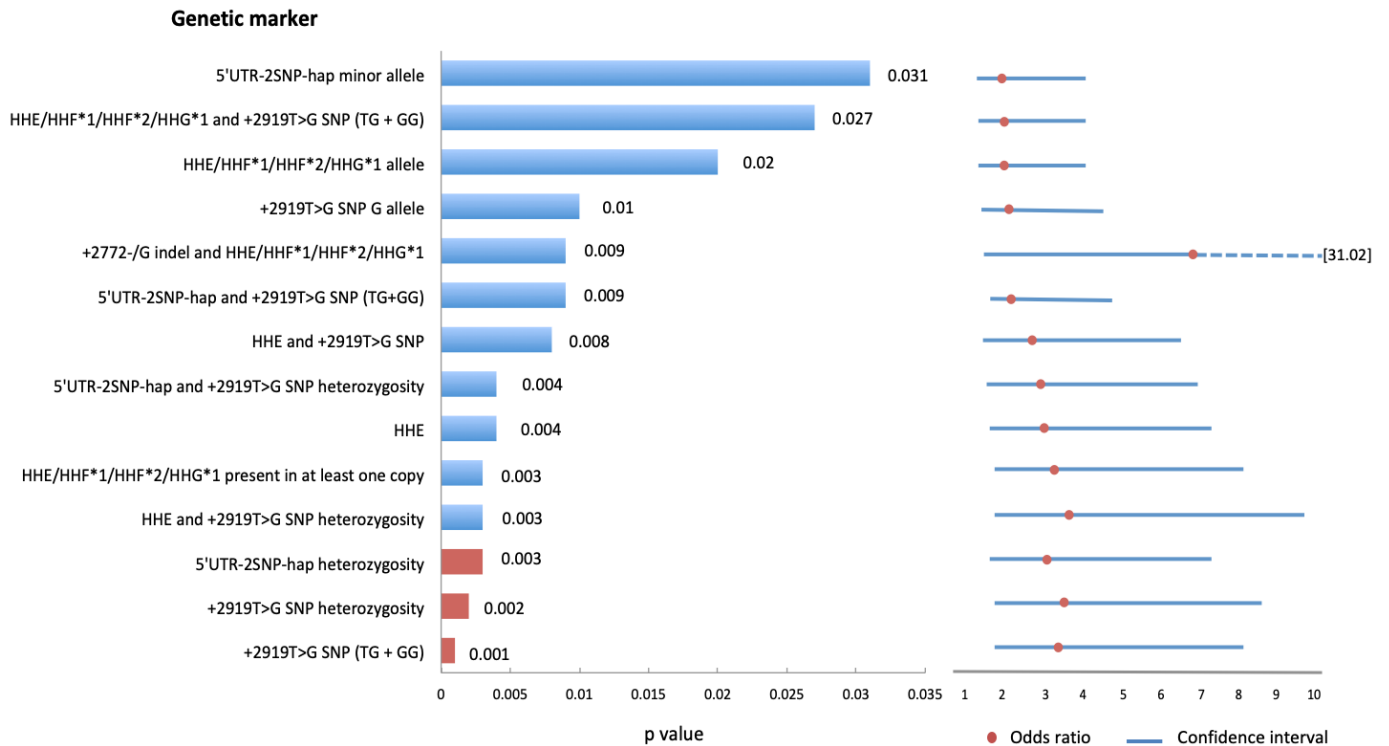 Genetic marker
5'UTR-2SNP-hap minor allele 0.031
HHE/HHF*1/HHF*2/HHG*1 and +2919T>G SNP (TG + GG) 0.027
HHE/HHF*1/HHF*2/HHG*1 allele 0.02
+2919T>G SNP G allele 0.01
+2772-/G indel and HHE/HHF*1/HHF*2/HHG*1 0.009 [31.02]
5'UTR-2SNP-hap and +2919T>G SNP (TG+GG) 0.009
HHE and +2919T>G SNP 0.008
5'UTR-2SNP-hap and +2919T>G SNP heterozygosity 0.004
HHE 0.004
HHE/HHF*1/HHF*2/HHG*1 present in at least one copy 0.003
HHE and +2919T>G SNP heterozygosity 0.003
5'UTR-2SNP-hap heterozygosity 0.003
+2919T>G SNP heterozygosity 0.002
+2919T>G SNP (TG + GG) 0.001
0 0.005 0.01 0.015 0.02 0.025 0.03 0.035 1 2 3 4 5 6 7 8 9 10
p value Odds ratio Confidence interval